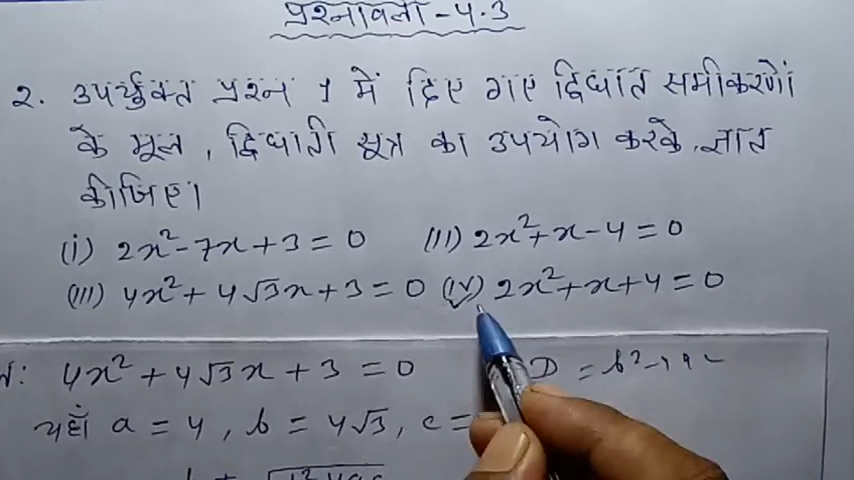 प्रश्नावली - 4.3
2. उपर्युक्त प्रश्न 1 में दिए गए द्विघात समीकरणों
के मूल, द्विघाती सूत्र का उपयोग करके, ज्ञात
कीजिए।
(i) 2x² - 7x + 3 = 0 (II) 2x² + x - 4 = 0
(III) 4x² + 4√3x + 3 = 0 (IV) 2x² + x + 4 = 0
4x² + 4√3x + 3 = 0 D = b² - 4ac
यहाँ a = 4, b = 4√3, c =